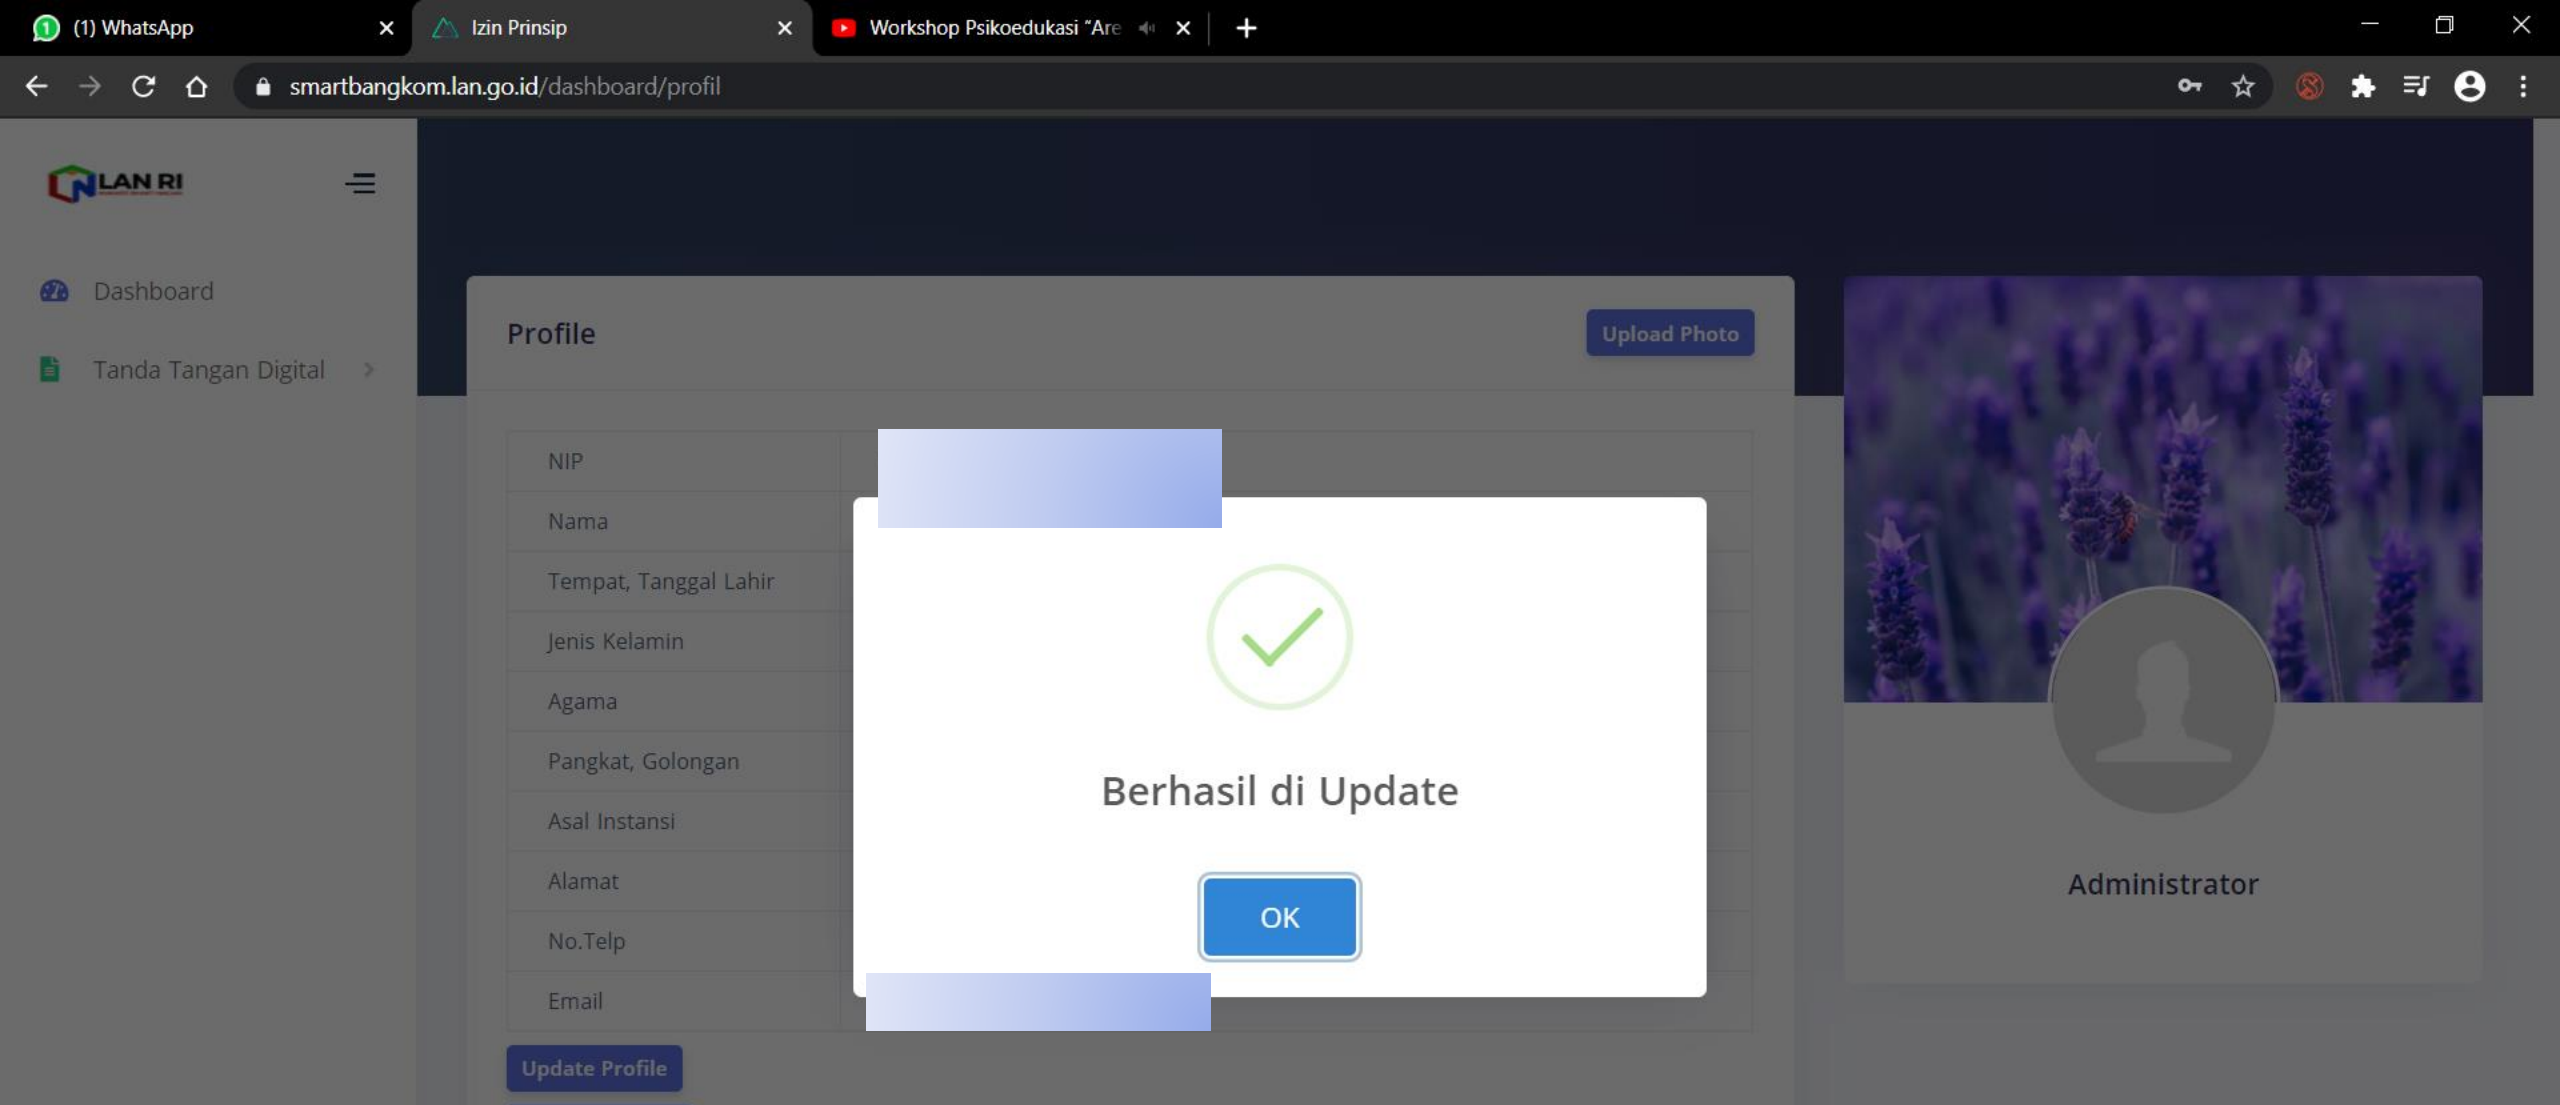 (1) WhatsApp
Izin Prinsip
Workshop Psikoedukasi “Are
smartbangkom.lan.go.id/dashboard/profil
LAN RI
Dashboard
Tanda Tangan Digital
Profile
Upload Photo
NIP
Nama
Tempat, Tanggal Lahir
Jenis Kelamin
Agama
Pangkat, Golongan
Asal Instansi
Alamat
No.Telp
Email
Update Profile
Berhasil di Update
OK
Administrator